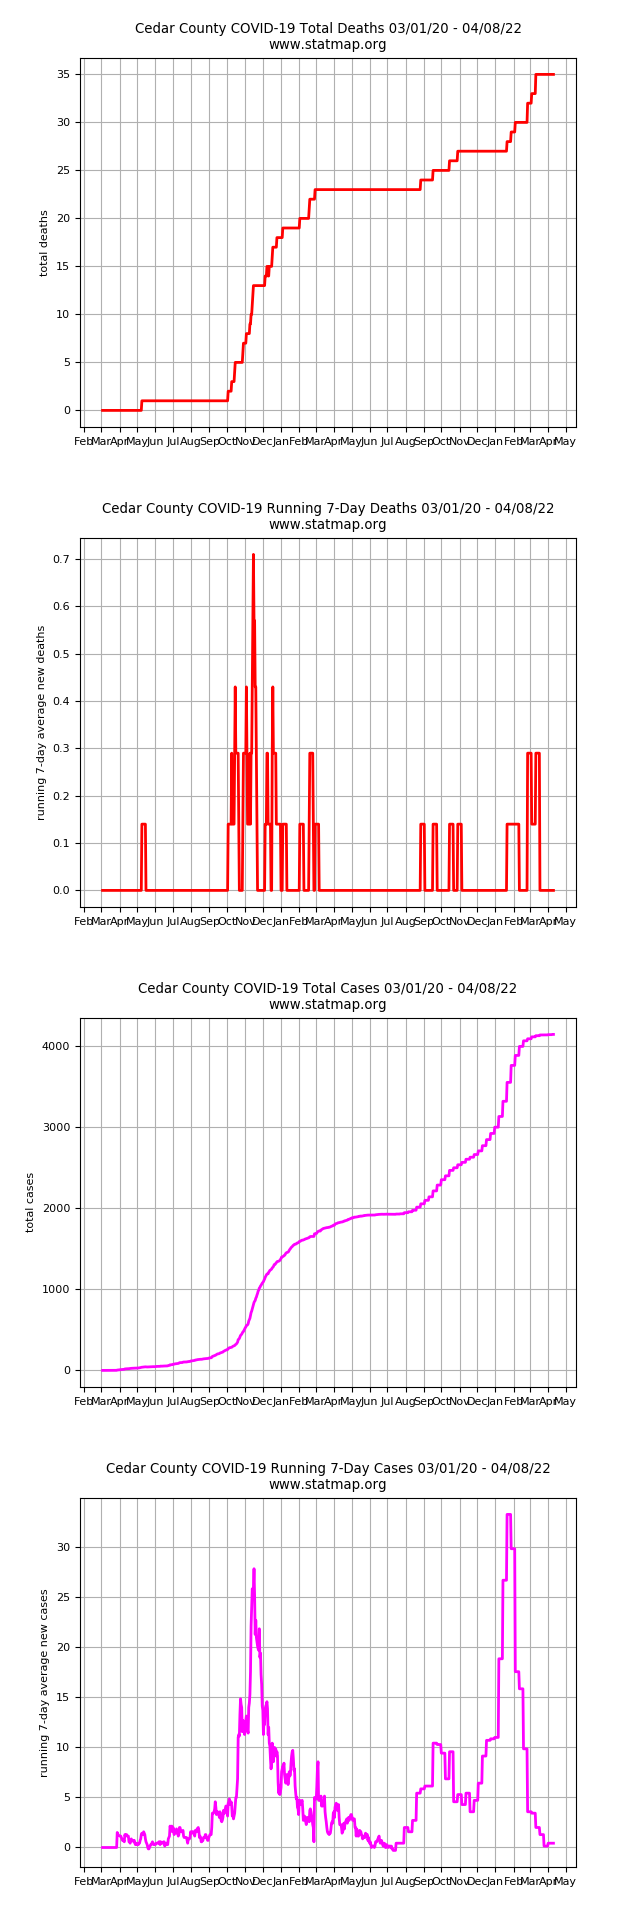 Cedar County COVID-19 Total Deaths 03/01/20 - 04/08/22
www.statmap.org
35
30
25
20
15
10
5
0
total deaths
Feb Mar Apr May Jun Jul Aug Sep Oct Nov Dec Jan Feb Mar Apr May Jun Jul Aug Sep Oct Nov Dec Jan Feb Mar Apr May
Cedar County COVID-19 Running 7-Day Deaths 03/01/20 - 04/08/22
www.statmap.org
0.7
0.6
0.5
0.4
0.3
0.2
0.1
0.0
running 7-day average new deaths
Feb Mar Apr May Jun Jul Aug Sep Oct Nov Dec Jan Feb Mar Apr May Jun Jul Aug Sep Oct Nov Dec Jan Feb Mar Apr May
Cedar County COVID-19 Total Cases 03/01/20 - 04/08/22
www.statmap.org
4000
3000
2000
1000
0
total cases
Feb Mar Apr May Jun Jul Aug Sep Oct Nov Dec Jan Feb Mar Apr May Jun Jul Aug Sep Oct Nov Dec Jan Feb Mar Apr May
Cedar County COVID-19 Running 7-Day Cases 03/01/20 - 04/08/22
www.statmap.org
30
25
20
15
10
5
0
running 7-day average new cases
Feb Mar Apr May Jun Jul Aug Sep Oct Nov Dec Jan Feb Mar Apr May Jun Jul Aug Sep Oct Nov Dec Jan Feb Mar Apr May